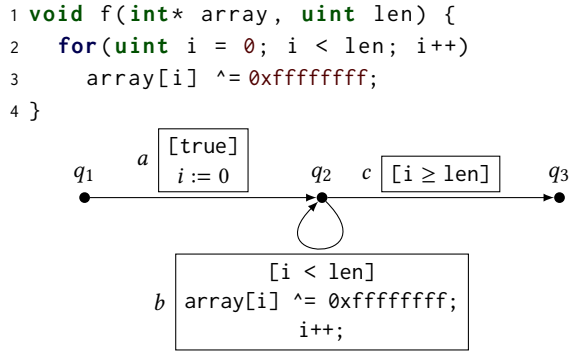 1 void f(int* array, uint len) {
2 for(uint i = 0; i < len; i++)
3 array[i] ^= 0xffffffff;
4 }
a [true]
i := 0
q1 q2 c [i ≥ len] q3
[i < len]
b array[i] ^= 0xffffffff;
i++;